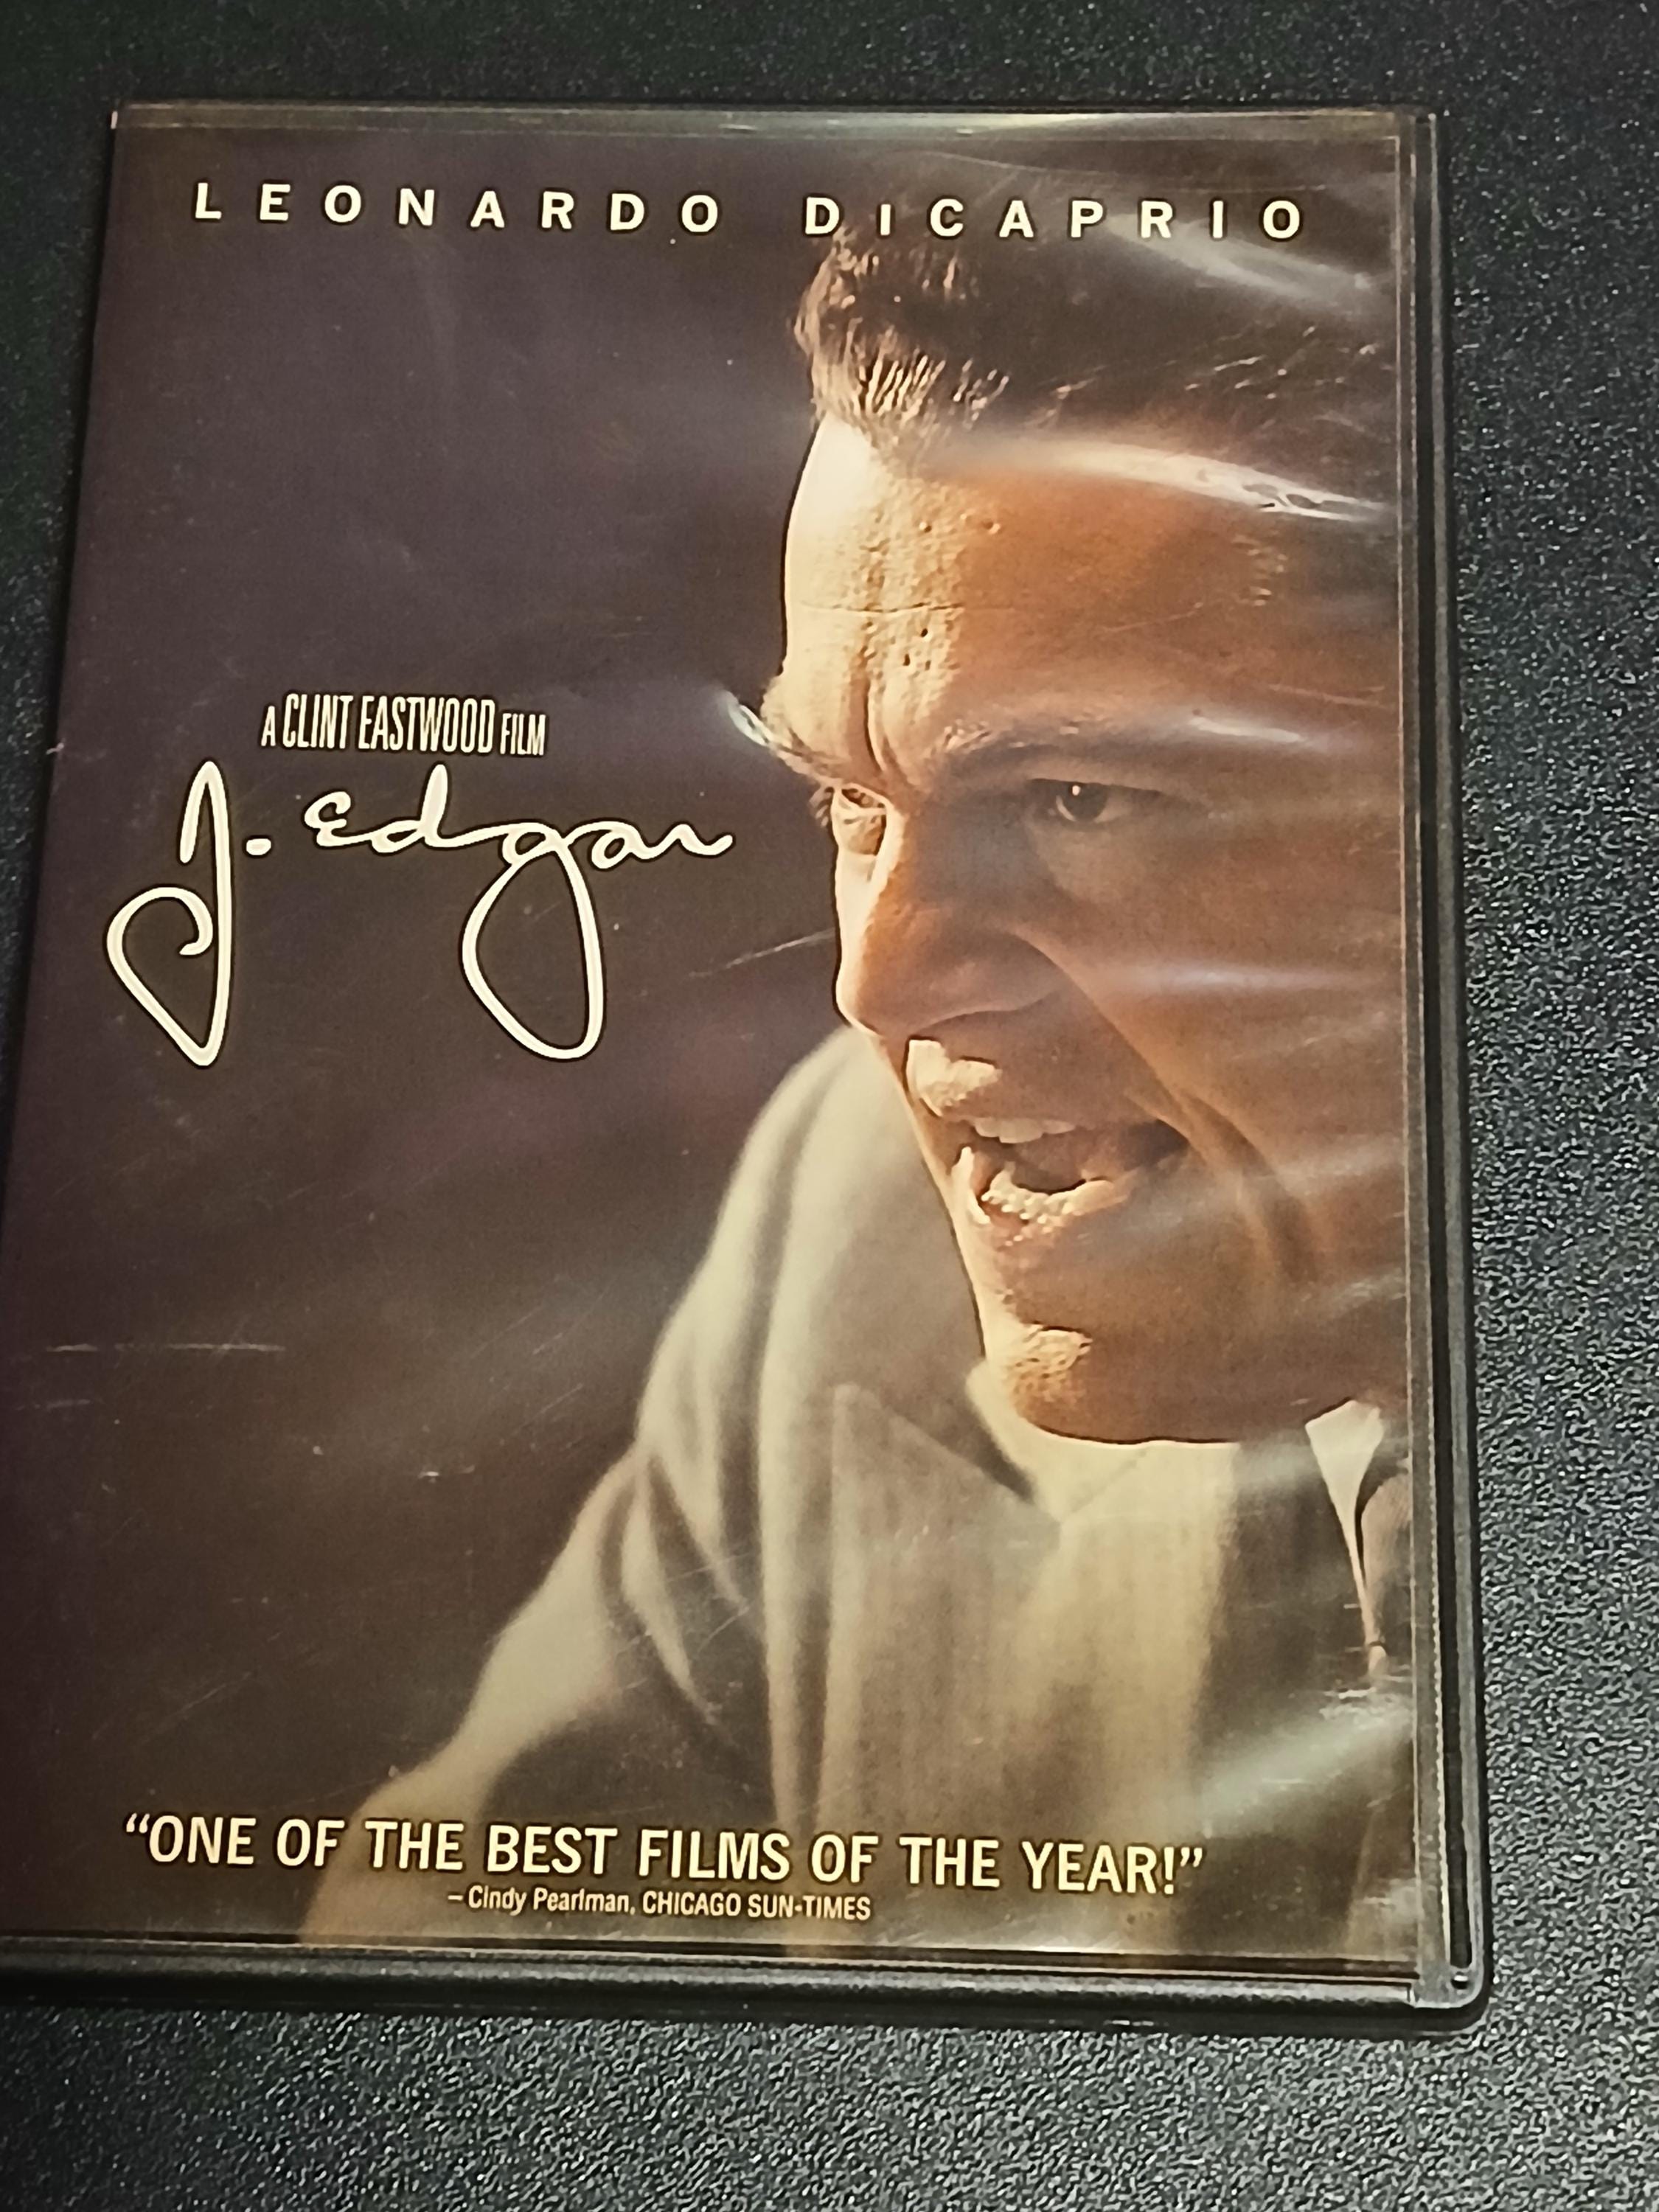 LEONARDO DiCAPRIO
A CLINT EASTWOOD FILM
J. Edgar
“ONE OF THE BEST FILMS OF THE YEAR!”
– Cindy Pearlman, CHICAGO SUN-TIMES